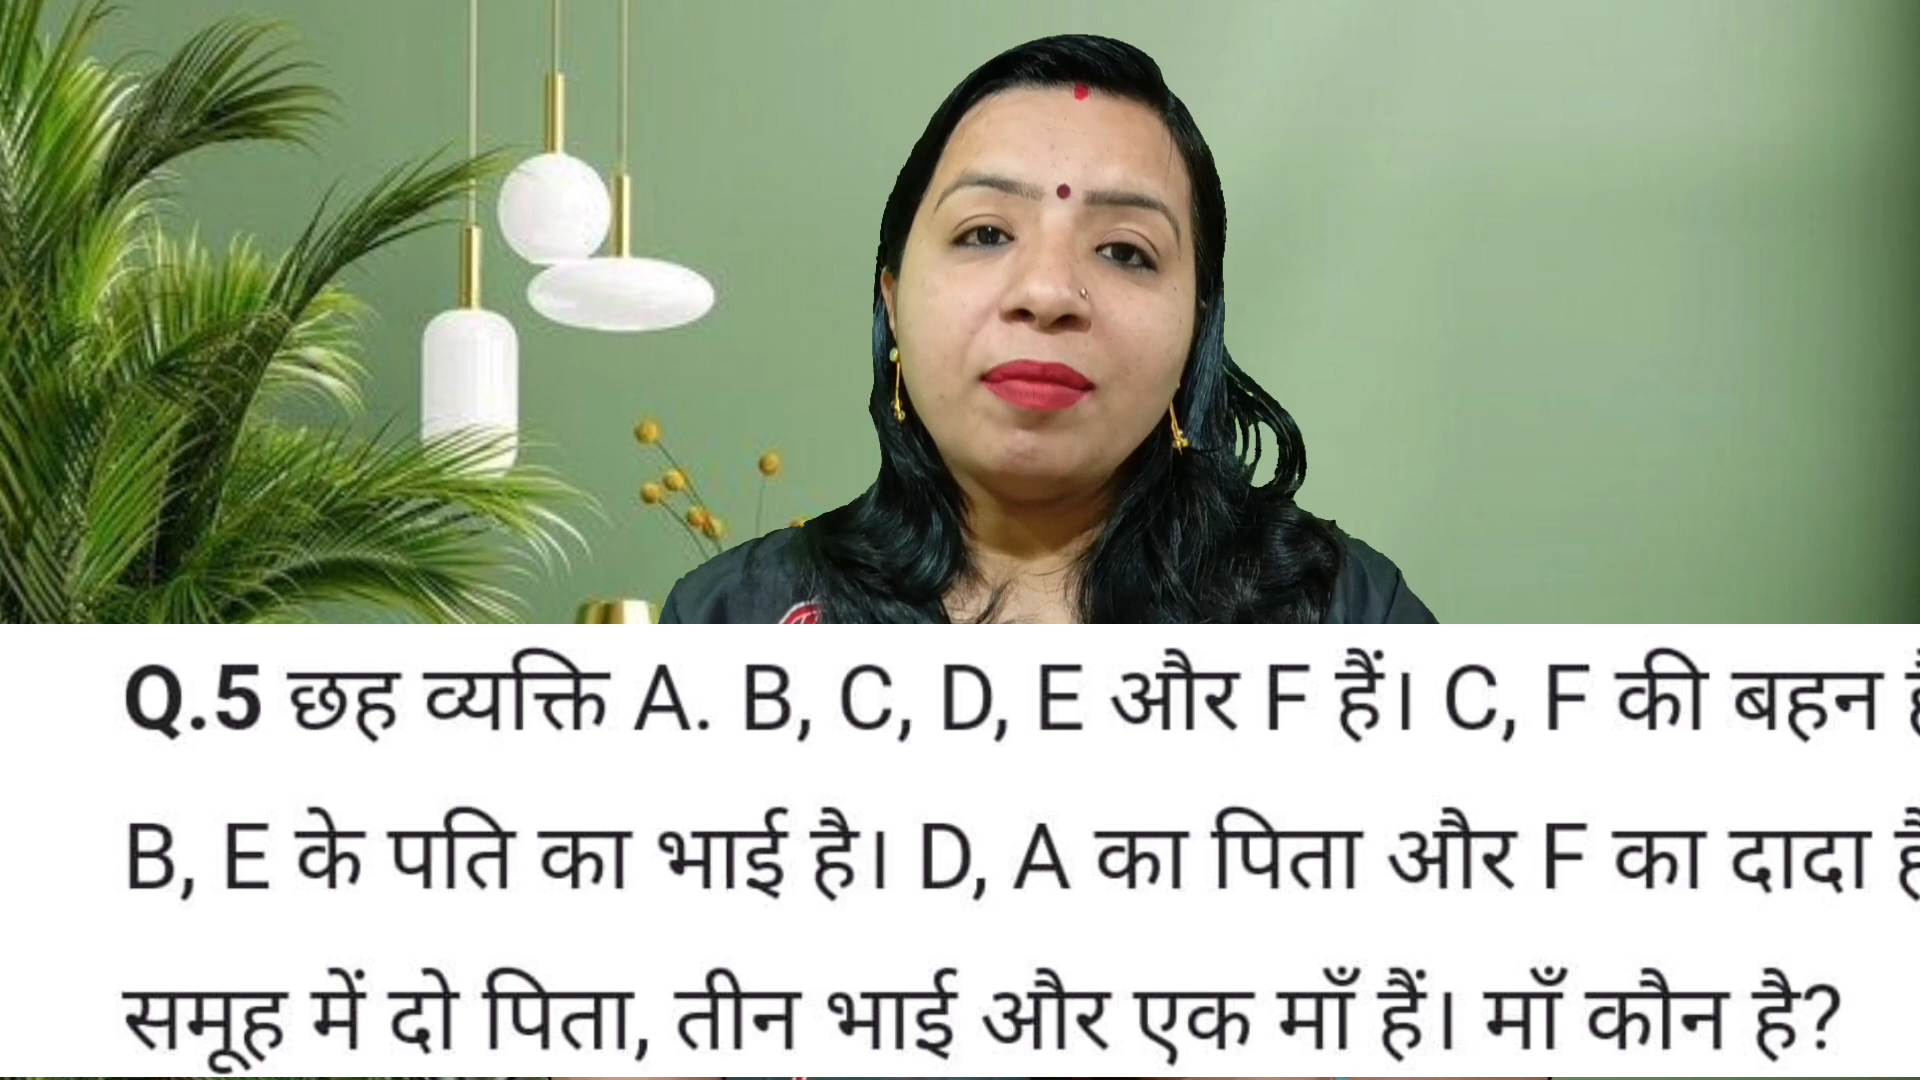 Q.5 छह व्यक्ति A. B, C, D, E और F हैं। C, F की बहन
B, E के पति का भाई है। D, A का पिता और F का दादा
समूह में दो पिता, तीन भाई और एक माँ हैं। माँ कौन है?